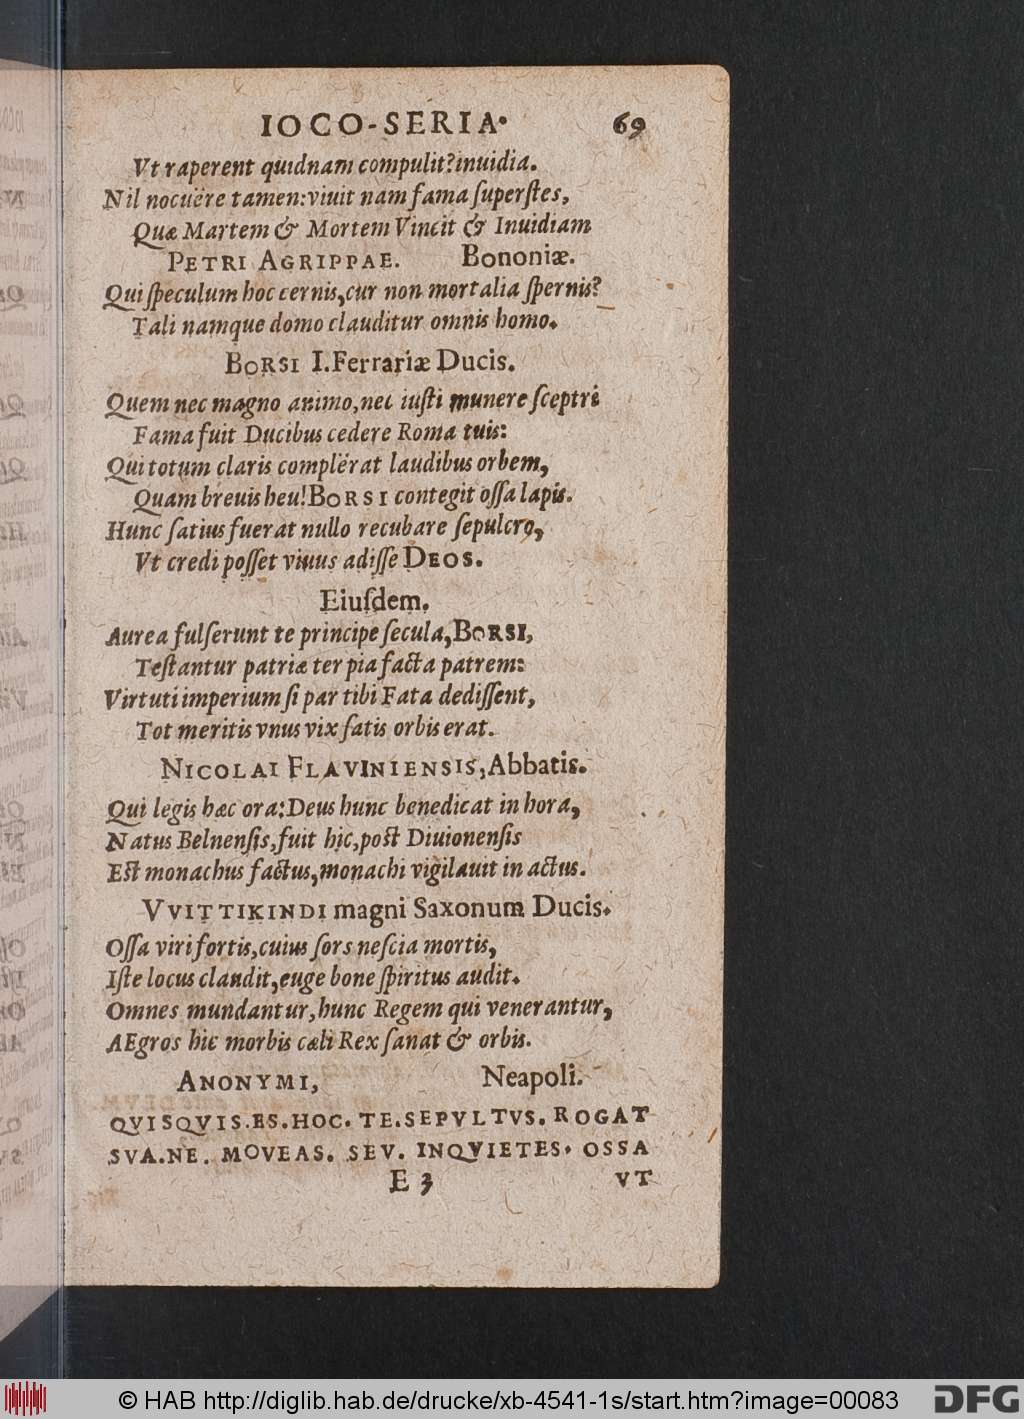 IOCO-SERIA. 69
Vt raperent quidnam compulit? inuidia.
Nil nocuëre tamen: viuit nam fama ſuperſtes,
Quæ Martem & Mortem Vincit & Inuidiam
PETRI AGRIPPAE. Bononiæ.
Qui ſpeculum hoc cernis, cur non mortalia ſpernis?
Tali namque domo clauditur omnis homo.
BORSI I. Ferrariæ Ducis.
Quem nec magno animo, nec iuſti munere ſceptri
Fama fuit Ducibus cedere Roma tuis:
Qui totum claris complërat laudibus orbem,
Quam breuis heu! BORSI contegit oſſa lapis.
Hunc ſatius fuerat nullo recubare ſepulcro,
Vt credi poſſet viuus adiſſe DEOS.
Eiuſdem.
Aurea fulſerunt te principe ſecula, BORSI,
Teſtantur patriæ ter pia facta patrem:
Virtuti imperium ſi par tibi Fata dediſſent,
Tot meritis vnus vix ſatis orbis erat.
NICOLAI FLAVINIENSIS, Abbatis.
Qui legis hæc ora: Deus hunc benedicat in hora,
Natus Belnenſis, fuit hic, poſt Diuionenſis
Eſt monachus factus, monachi vigilauit in actus.
VVITTIKINDI magni Saxonum Ducis.
Oſſa viri fortis, cuius ſors neſcia mortis,
Iſte locus claudit, euge bone ſpiritus audit.
Omnes mundantur, hunc Regem qui venerantur,
AEgros hic morbis cæli Rex ſanat & orbis.
ANONYMI, Neapoli.
QVISQVIS. ES. HOC. TE. SEPVLTVS. ROGAT
SVA. NE. MOVEAS. SEV. INQVIETES. OSSA
E 3 VT
© HAB http://diglib.hab.de/drucke/xb-4541-1s/start.htm?image=00083
DFG